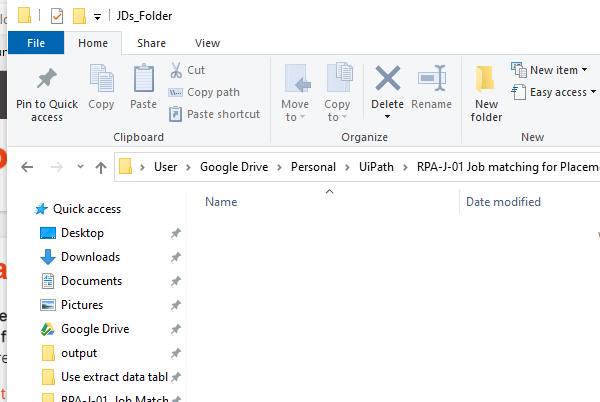 JDs_Folder
File Home Share View
Pin to Quick access
Copy
Paste
Cut
Copy path
Paste shortcut
Move to
Copy to
Delete
Rename
New folder
New item
Easy access
Clipboard Organize New
User Google Drive Personal UiPath RPA-J-01 Job matching for Placem
Name Date modified
Quick access
Desktop
Downloads
Documents
Pictures
Google Drive
output
Use extract data tabl
RPA-J-01 Job Match